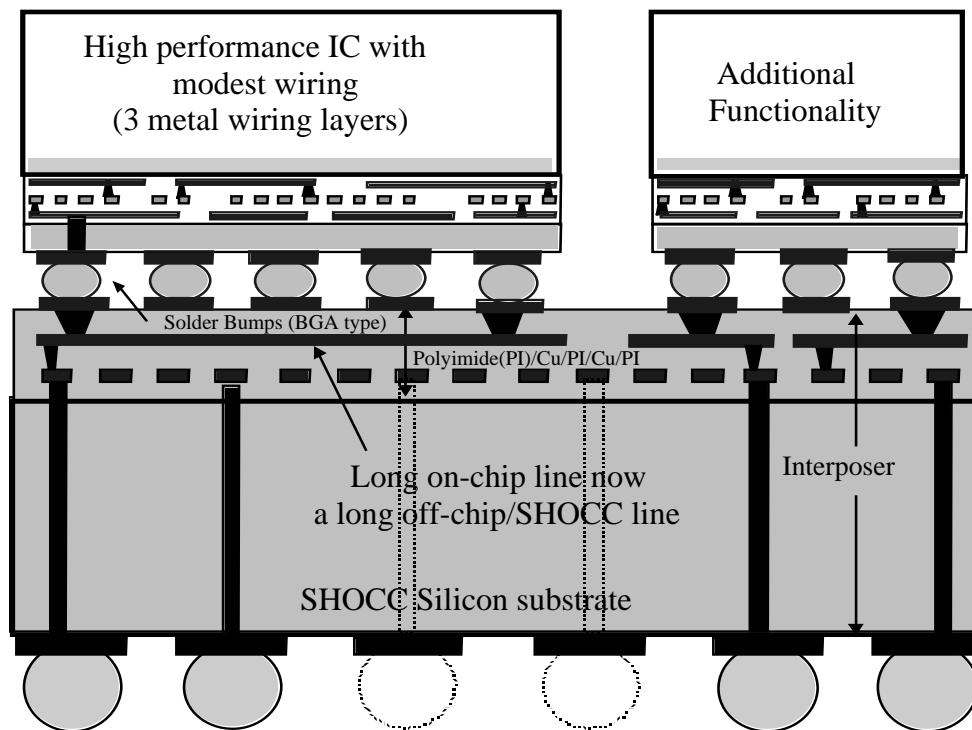 High performance IC with
modest wiring
(3 metal wiring layers)
Additional
Functionality
Solder Bumps (BGA type)
Polyimide(PI)/Cu/PI/Cu/PI
Interposer
Long on-chip line now
a long off-chip/SHOCC line
SHOCC Silicon substrate